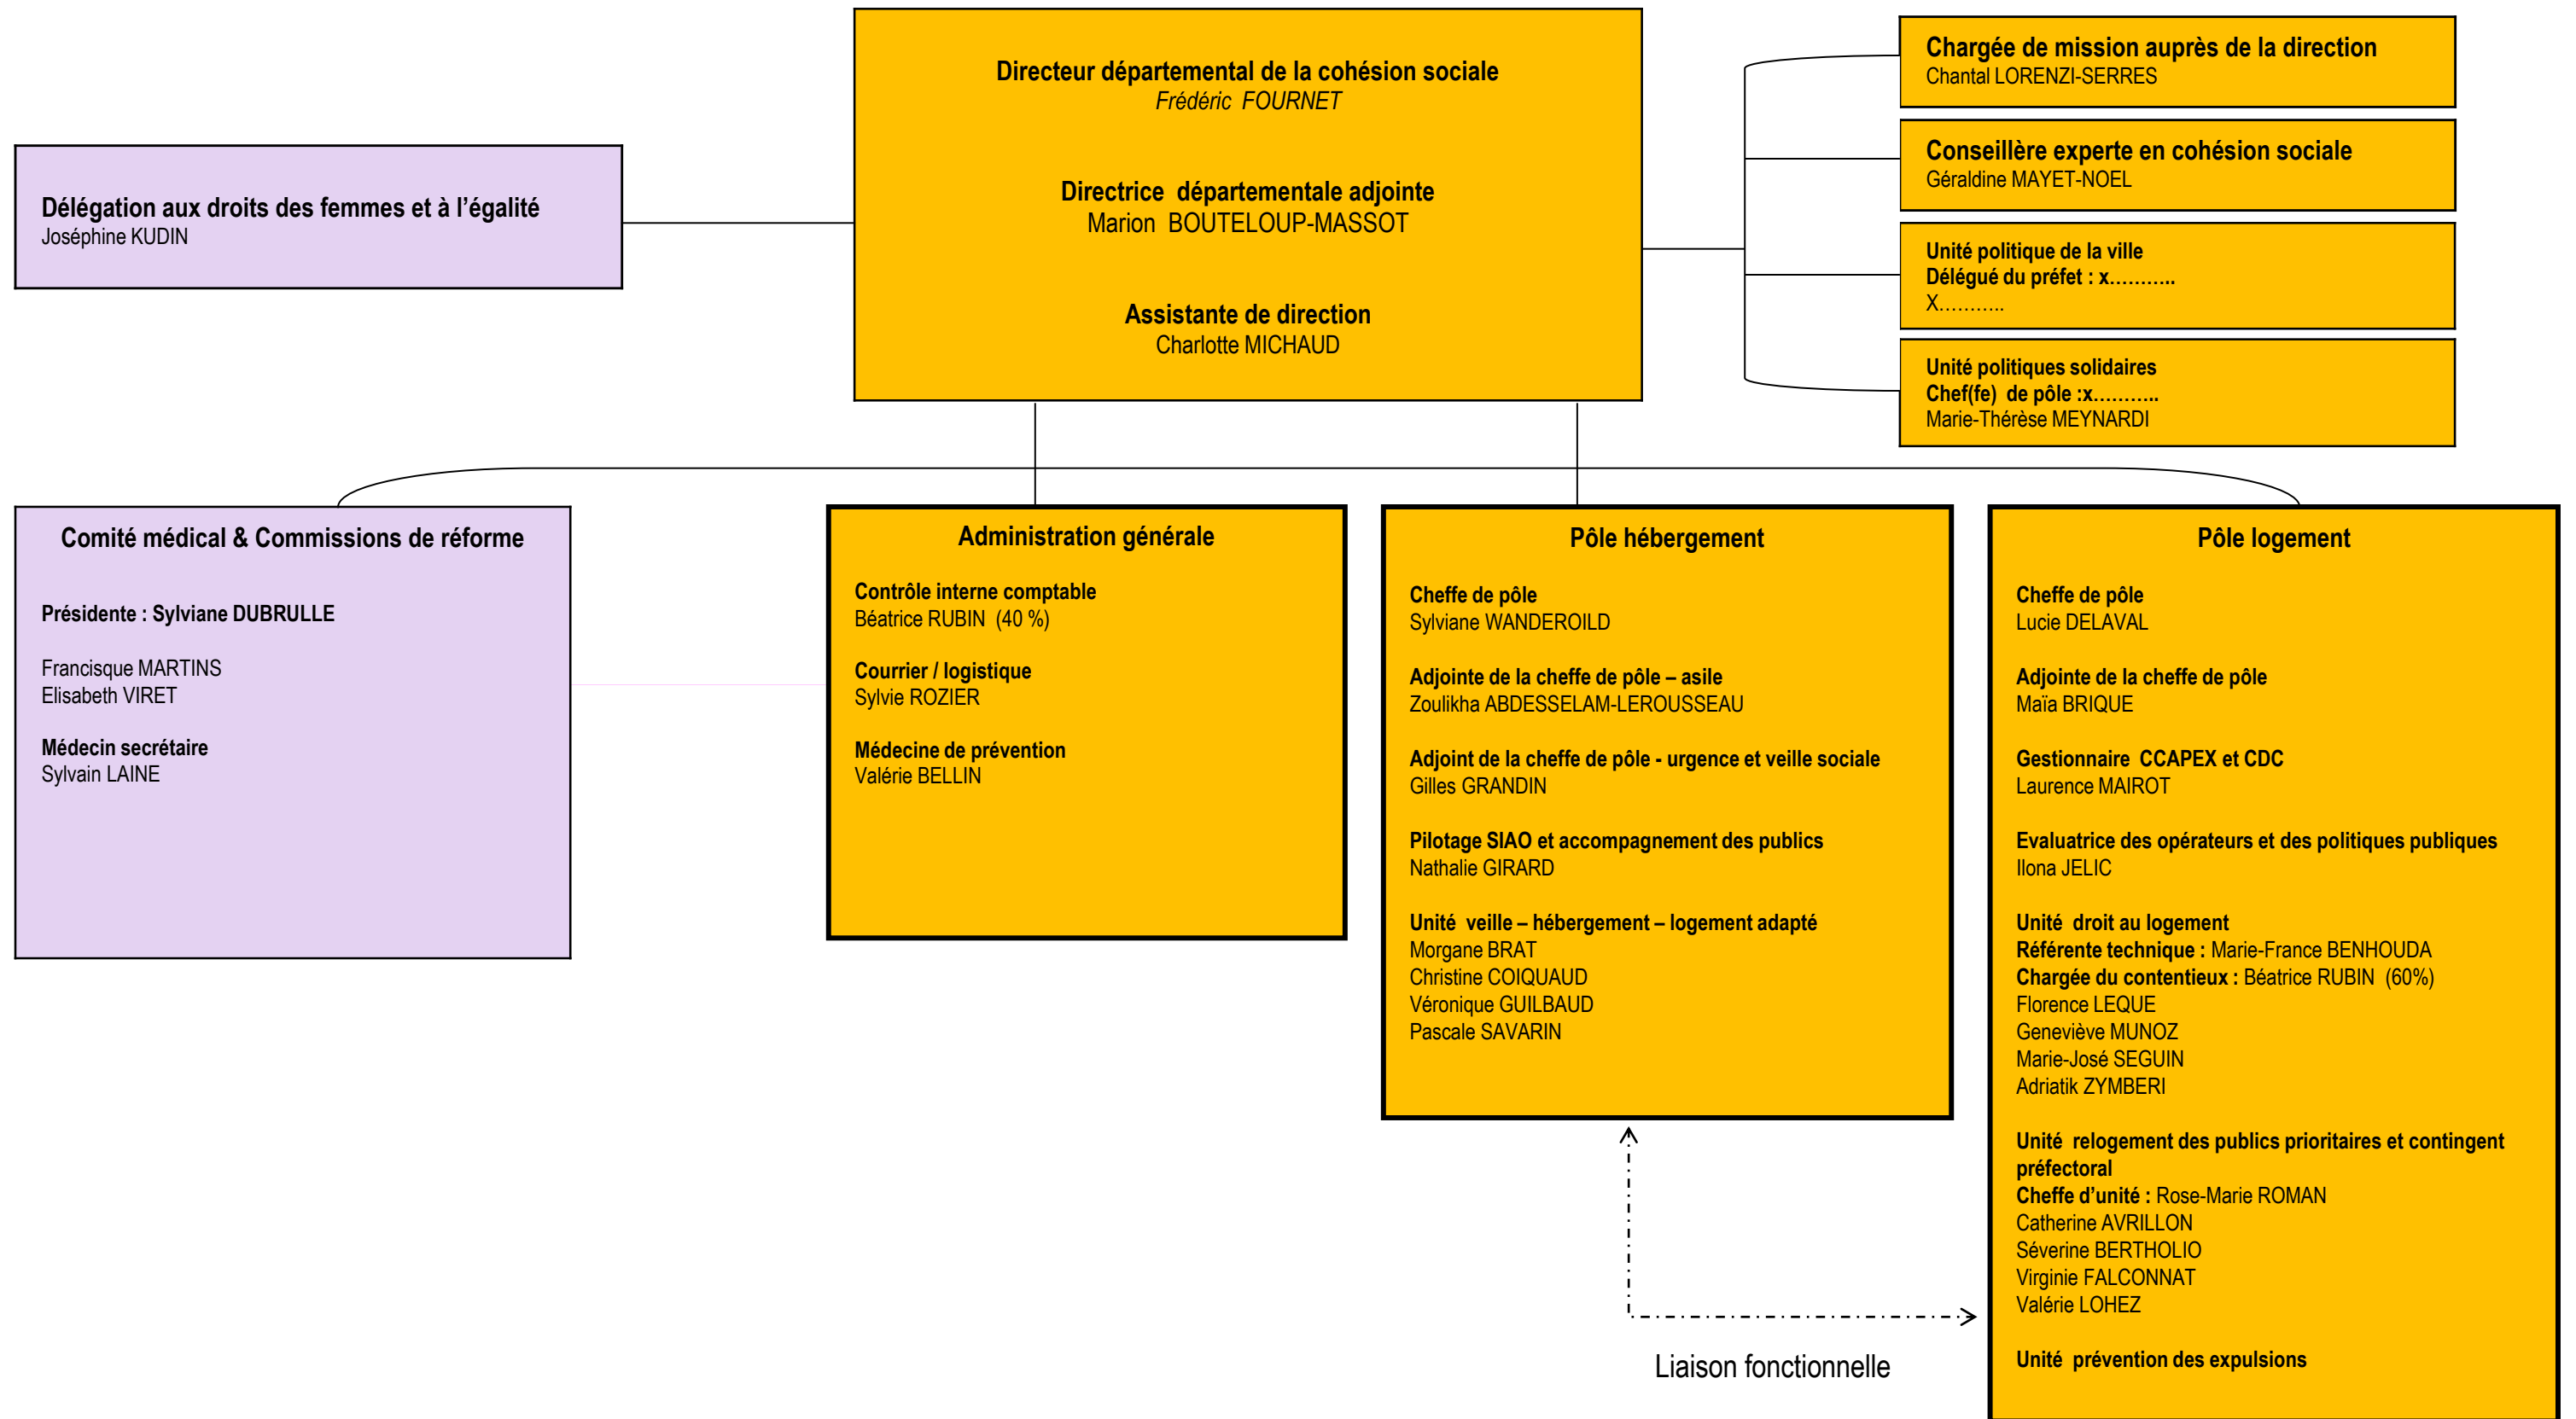 Directeur départemental de la cohésion sociale
Frédéric FOURNET
Directrice départementale adjointe
Marion BOUTELOUP-MASSOT
Assistante de direction
Charlotte MICHAUD
Délégation aux droits des femmes et à l’égalité
Joséphine KUDIN
Chargée de mission auprès de la direction
Chantal LORENZI-SERRES
Conseillère experte en cohésion sociale
Géraldine MAYET-NOEL
Unité politique de la ville
Délégué du préfet : x………..
X………..
Unité politiques solidaires
Chef(fe) de pôle :x………..
Marie-Thérèse MEYNARDI
Comité médical & Commissions de réforme
Présidente : Sylviane DUBRULLE
Francisque MARTINS
Elisabeth VIRET
Médecin secrétaire
Sylvain LAINE
Administration générale
Contrôle interne comptable
Béatrice RUBIN (40 %)
Courrier / logistique
Sylvie ROZIER
Médecine de prévention
Valérie BELLIN
Pôle hébergement
Cheffe de pôle
Sylviane WANDEROILD
Adjointe de la cheffe de pôle – asile
Zoulikha ABDESSELAM-LEROUSSEAU
Adjoint de la cheffe de pôle - urgence et veille sociale
Gilles GRANDIN
Pilotage SIAO et accompagnement des publics
Nathalie GIRARD
Unité veille – hébergement – logement adapté
Morgane BRAT
Christine COIQUAUD
Véronique GUILBAUD
Pascale SAVARIN
Pôle logement
Cheffe de pôle
Lucie DELAVAL
Adjointe de la cheffe de pôle
Maïa BRIQUE
Gestionnaire CCAPEX et CDC
Laurence MAIROT
Evaluatrice des opérateurs et des politiques publiques
Ilona JELIC
Unité droit au logement
Référente technique : Marie-France BENHOUDA
Chargée du contentieux : Béatrice RUBIN (60%)
Florence LEQUE
Geneviève MUNOZ
Marie-José SEGUIN
Adriatik ZYMBERI
Unité relogement des publics prioritaires et contingent
préfectoral
Cheffe d’unité : Rose-Marie ROMAN
Catherine AVRILLON
Séverine BERTHOLIO
Virginie FALCONNAT
Valérie LOHEZ
Unité prévention des expulsions
Liaison fonctionnelle